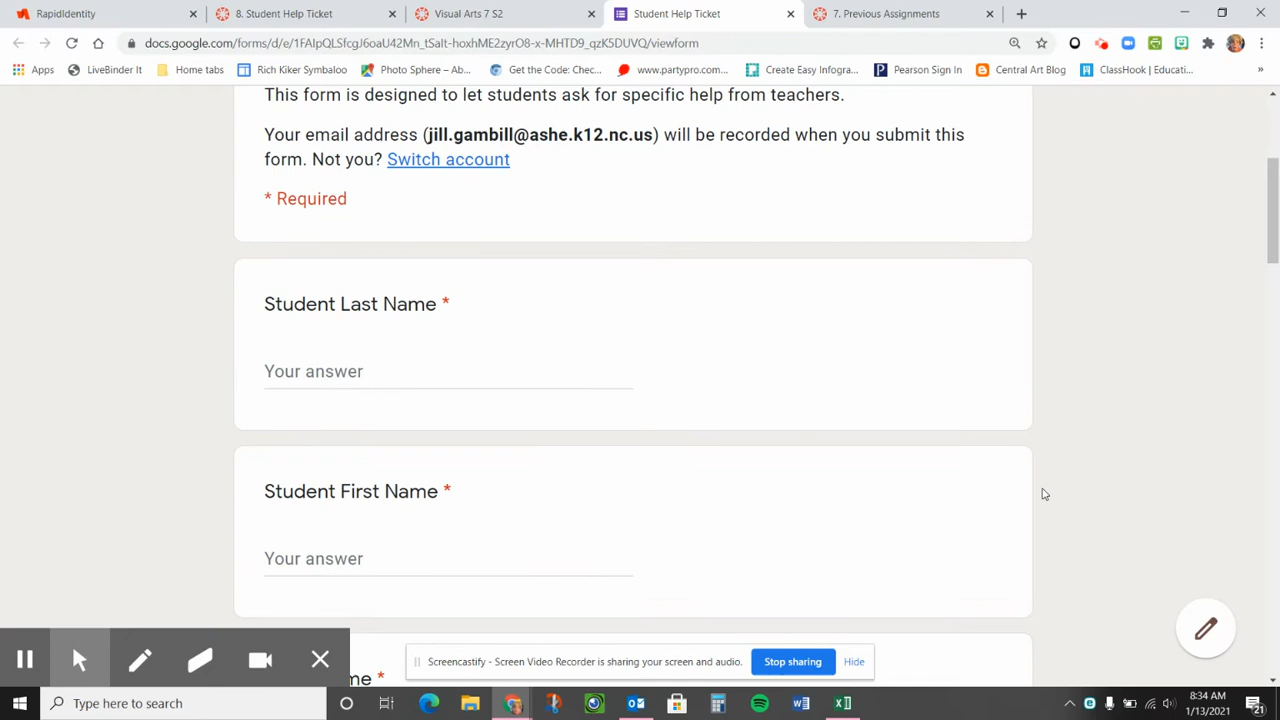 RapidIdentity
8. Student Help Ticket
Visual Arts 7 S2
Student Help Ticket
7. Previous Assignments
docs.google.com/forms/d/e/1FAIpQLSfcgJ6oaU42Mn_tSaIt-hoxhME2zyrO8-x-MHTD9_qzK5DUVQ/viewform
Apps
LiveBinder It
Home tabs
Rich Kiker Symbaloo
Photo Sphere – Ab...
Get the Code: Chec...
www.partypro.com...
Create Easy Infogra...
Pearson Sign In
Central Art Blog
ClassHook | Educati...
»
This form is designed to let students ask for specific help from teachers.
Your email address (jill.gambill@ashe.k12.nc.us) will be recorded when you submit this
form. Not you? Switch account
* Required
Student Last Name *
Your answer
Student First Name *
Your answer
me *
Screencastify - Screen Video Recorder is sharing your screen and audio.
Stop sharing
Hide
Type here to search
8:34 AM
1/13/2021
21